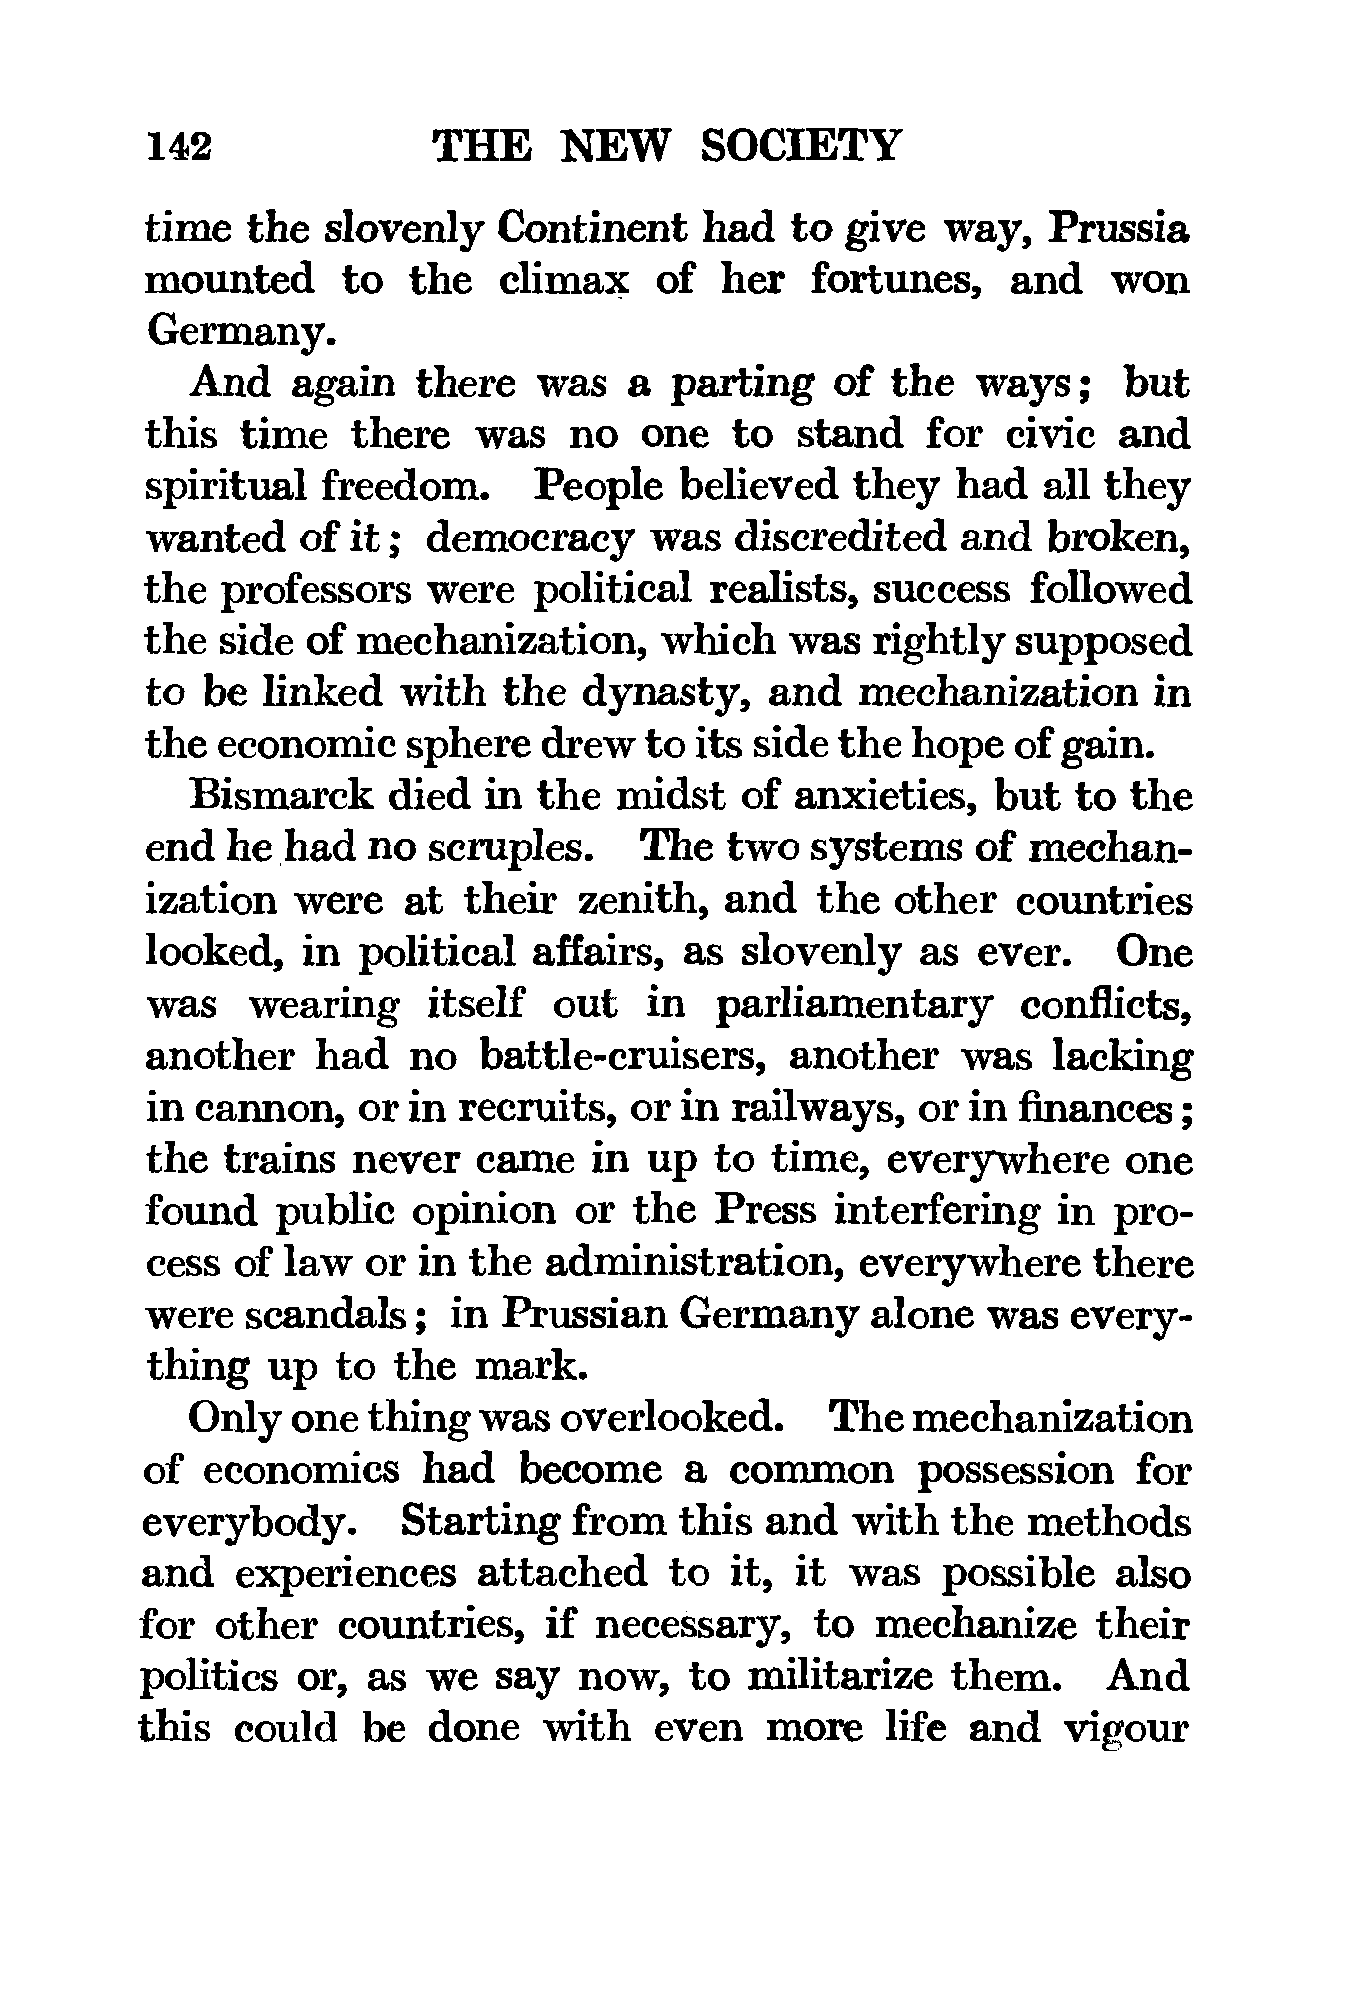 142 THE NEW SOCIETY
time the slovenly Continent had to give way, Prussia
mounted to the climax of her fortunes, and won
Germany.
And again there was a parting of the ways; but
this time there was no one to stand for civic and
spiritual freedom. People believed they had all they
wanted of it; democracy was discredited and broken,
the professors were political realists, success followed
the side of mechanization, which was rightly supposed
to be linked with the dynasty, and mechanization in
the economic sphere drew to its side the hope of gain.
Bismarck died in the midst of anxieties, but to the
end he had no scruples. The two systems of mechan-
ization were at their zenith, and the other countries
looked, in political affairs, as slovenly as ever. One
was wearing itself out in parliamentary conflicts,
another had no battle-cruisers, another was lacking
in cannon, or in recruits, or in railways, or in finances;
the trains never came in up to time, everywhere one
found public opinion or the Press interfering in pro-
cess of law or in the administration, everywhere there
were scandals; in Prussian Germany alone was every-
thing up to the mark.
Only one thing was overlooked. The mechanization
of economics had become a common possession for
everybody. Starting from this and with the methods
and experiences attached to it, it was possible also
for other countries, if necessary, to mechanize their
politics or, as we say now, to militarize them. And
this could be done with even more life and vigour